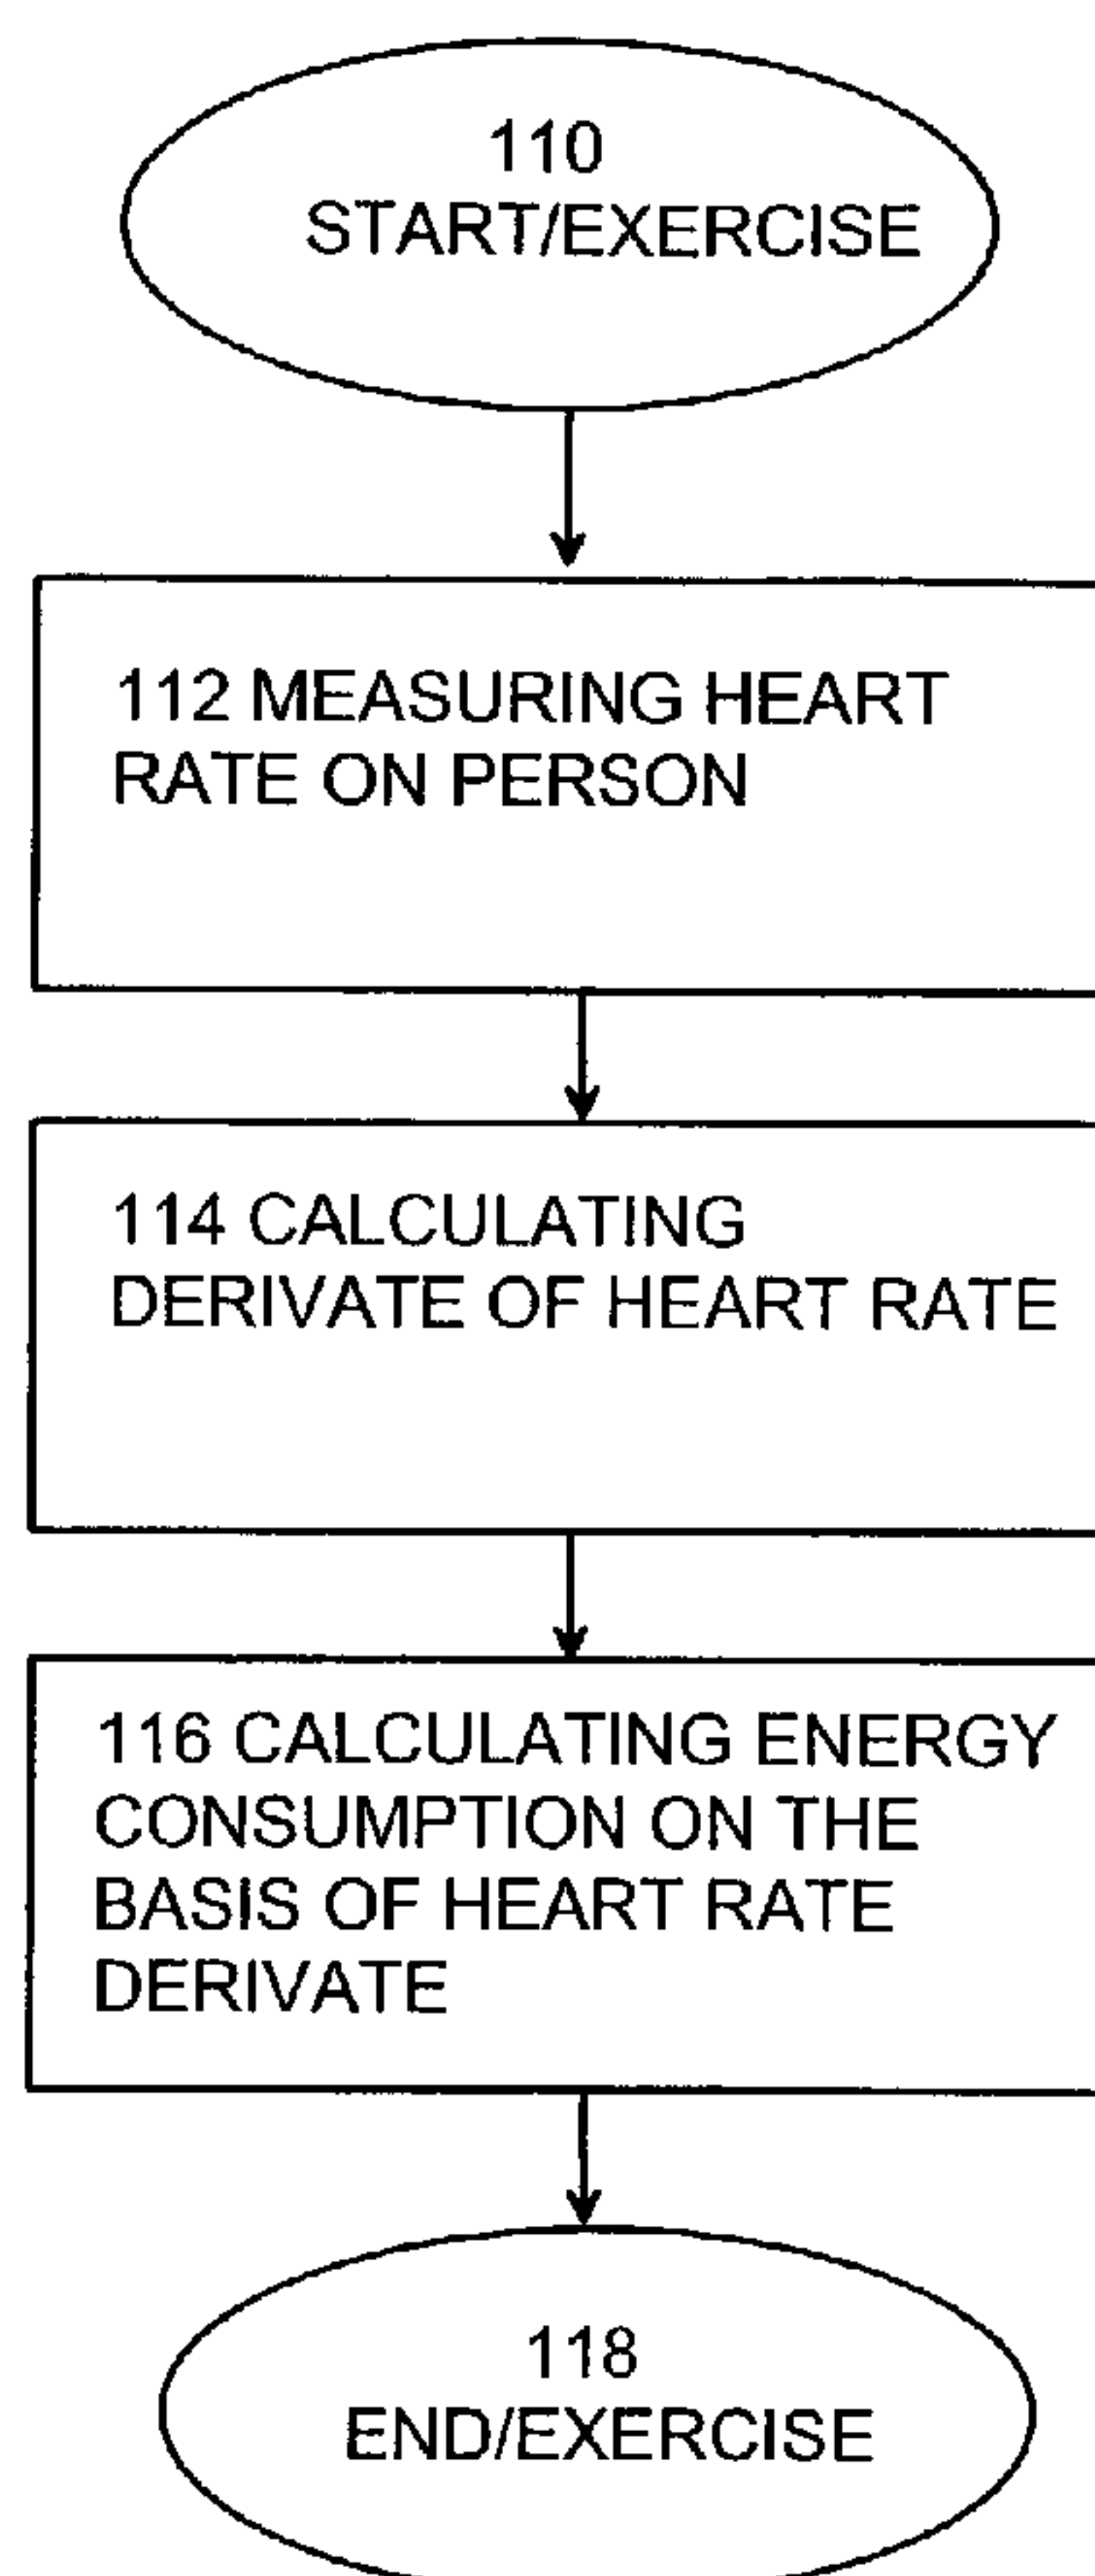 110
START/EXERCISE
112 MEASURING HEART
RATE ON PERSON
114 CALCULATING
DERIVATE OF HEART RATE
116 CALCULATING ENERGY
CONSUMPTION ON THE
BASIS OF HEART RATE
DERIVATE
118
END/EXERCISE